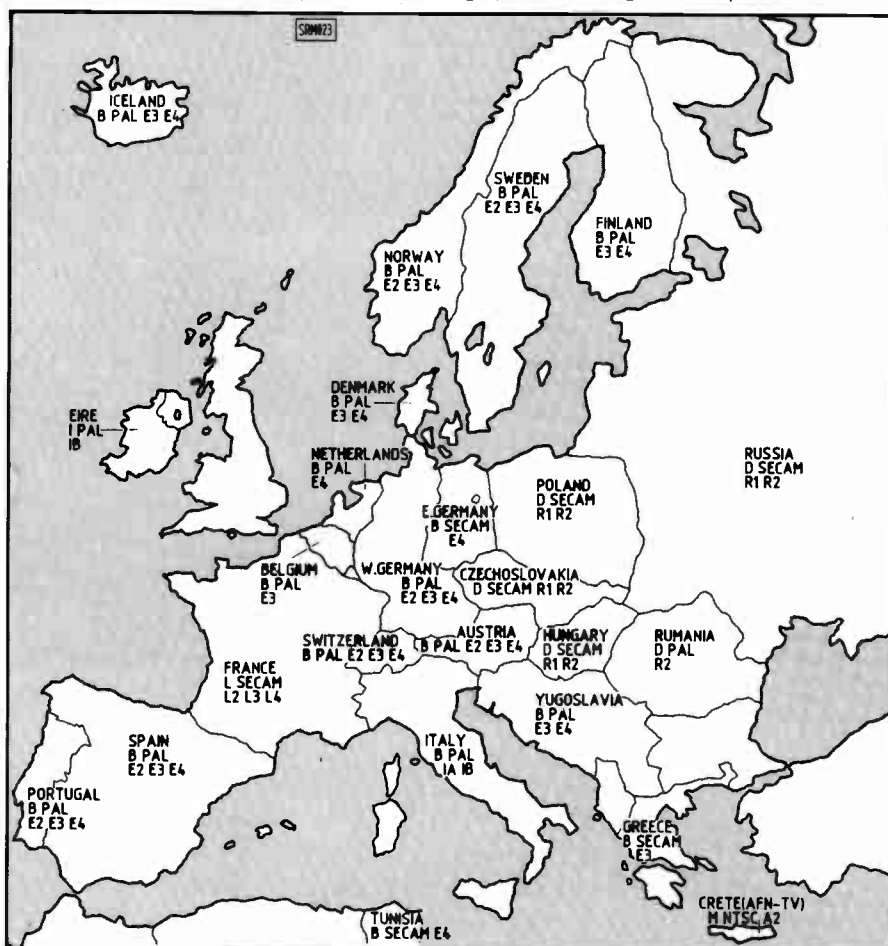 SRM023
ICELAND
B PAL E3 E4
SWEDEN
B PAL
E2 E3 E4
FINLAND
B PAL
E3 E4
NORWAY
B PAL
E2 E3 E4
DENMARK
B PAL
E3 E4
EIRE
I PAL
IB
NETHERLANDS
B PAL
E4
RUSSIA
D SECAM
R1 R2
POLAND
D SECAM
R1 R2
E.GERMANY
B SECAM
E4
BELGIUM
B PAL
E3
W.GERMANY
B PAL
E2 E3 E4
CZECHOSLOVAKIA
D SECAM R1 R2
SWITZERLAND
B PAL E2 E3 E4
AUSTRIA
B PAL E2 E3 E4
HUNGARY
D SECAM
R1 R2
RUMANIA
D PAL
R2
FRANCE
L SECAM
L2 L3 L4
YUGOSLAVIA
B PAL
E3 E4
SPAIN
B PAL
E2 E3 E4
ITALY
B PAL
IA IB
PORTUGAL
B PAL
E2 E3 E4
GREECE
B SECAM
E3
CRETE(AFN-TV)
M NTSC A2
TUNISIA
B SECAM E4